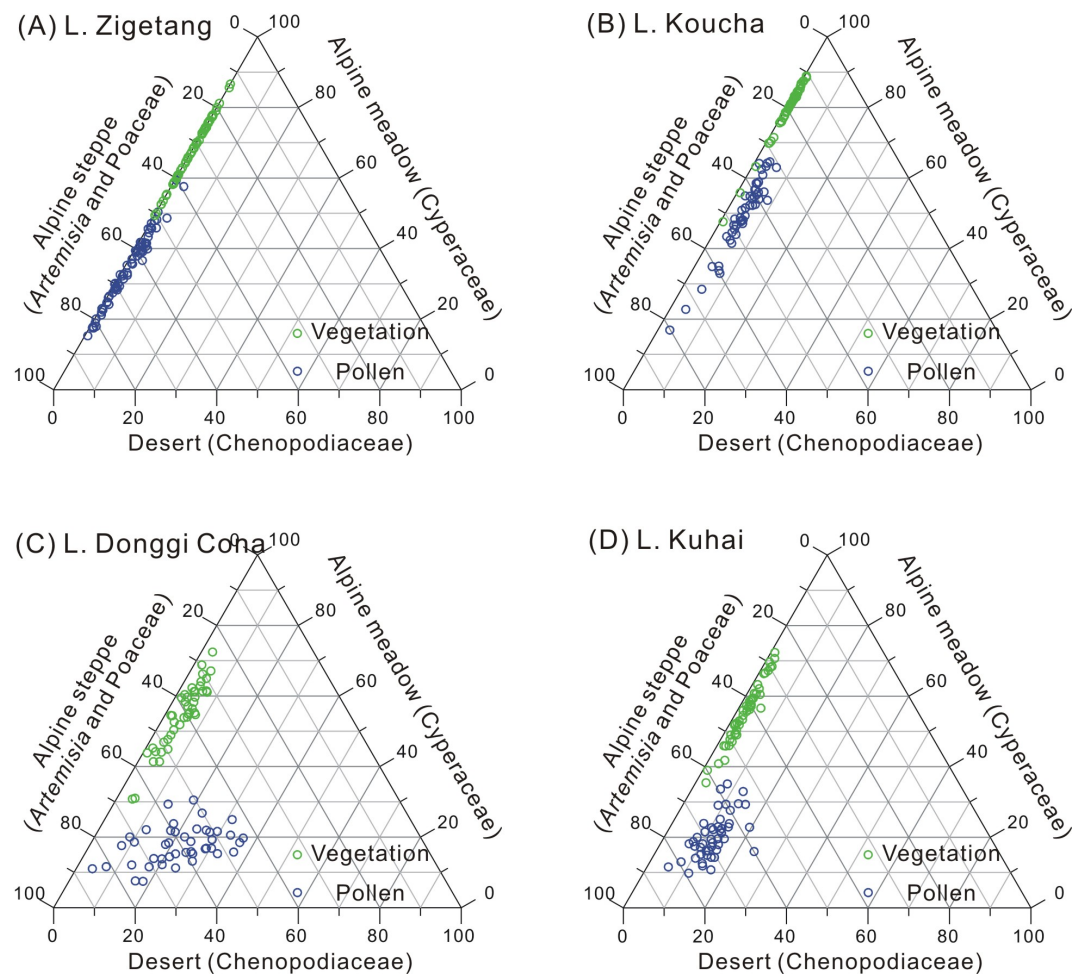 (A) L. Zigetang
0 100
Alpine steppe
(Artemisia and Poaceae)
Alpine meadow (Cyperaceae)
20 80
40 60
60 40
80 20
Vegetation
Pollen
100 0
0 20 40 60 80 100
Desert (Chenopodiaceae)
(B) L. Koucha
0 100
Alpine steppe
(Artemisia and Poaceae)
Alpine meadow (Cyperaceae)
20 80
40 60
60 40
80 20
Vegetation
Pollen
100 0
0 20 40 60 80 100
Desert (Chenopodiaceae)
(C) L. Donggi Cona
0 100
Alpine steppe
(Artemisia and Poaceae)
Alpine meadow (Cyperaceae)
20 80
40 60
60 40
80 20
Vegetation
Pollen
100 0
0 20 40 60 80 100
Desert (Chenopodiaceae)
(D) L. Kuhai
0 100
Alpine steppe
(Artemisia and Poaceae)
Alpine meadow (Cyperaceae)
20 80
40 60
60 40
80 20
Vegetation
Pollen
100 0
0 20 40 60 80 100
Desert (Chenopodiaceae)